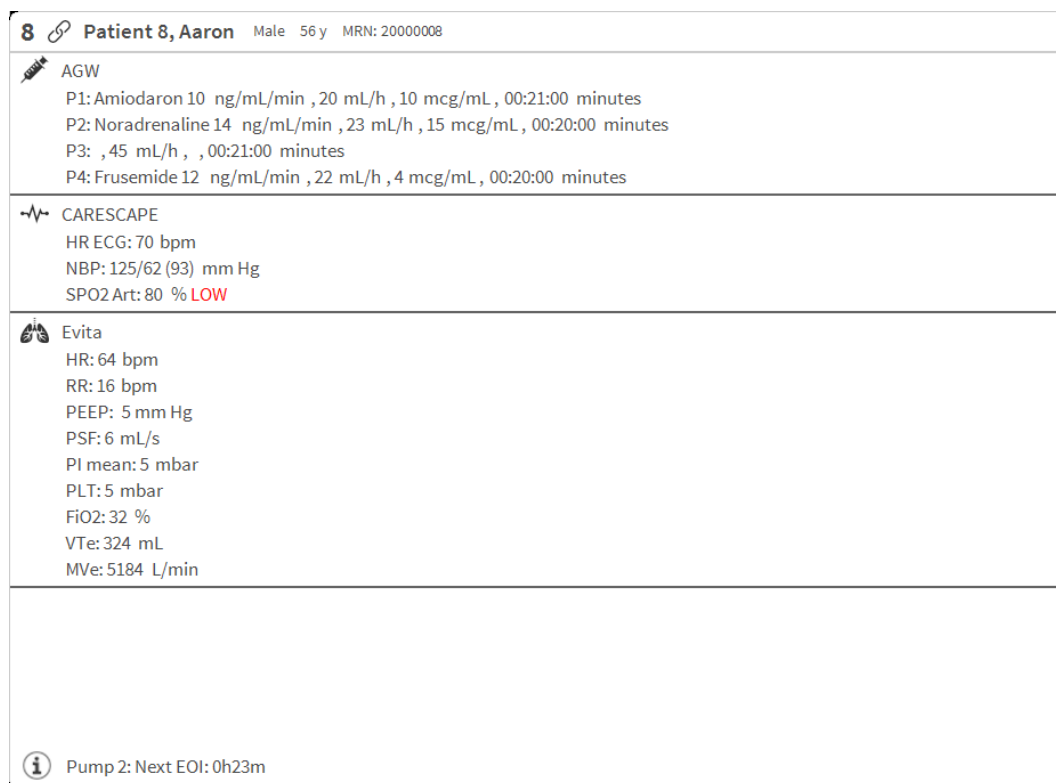 8 Patient 8, Aaron Male 56 y MRN: 20000008
AGW
P1: Amiodaron 10 ng/mL/min , 20 mL/h , 10 mcg/mL , 00:21:00 minutes
P2: Noradrenaline 14 ng/mL/min , 23 mL/h , 15 mcg/mL , 00:20:00 minutes
P3: , 45 mL/h , , 00:21:00 minutes
P4: Frusemide 12 ng/mL/min , 22 mL/h , 4 mcg/mL , 00:20:00 minutes
CARESCAPE
HR ECG: 70 bpm
NBP: 125/62 (93) mm Hg
SPO2 Art: 80 % LOW
Evita
HR: 64 bpm
RR: 16 bpm
PEEP: 5 mm Hg
PSF: 6 mL/s
PI mean: 5 mbar
PLT: 5 mbar
FiO2: 32 %
VTe: 324 mL
MVe: 5184 L/min
i Pump 2: Next EOI: 0h23m